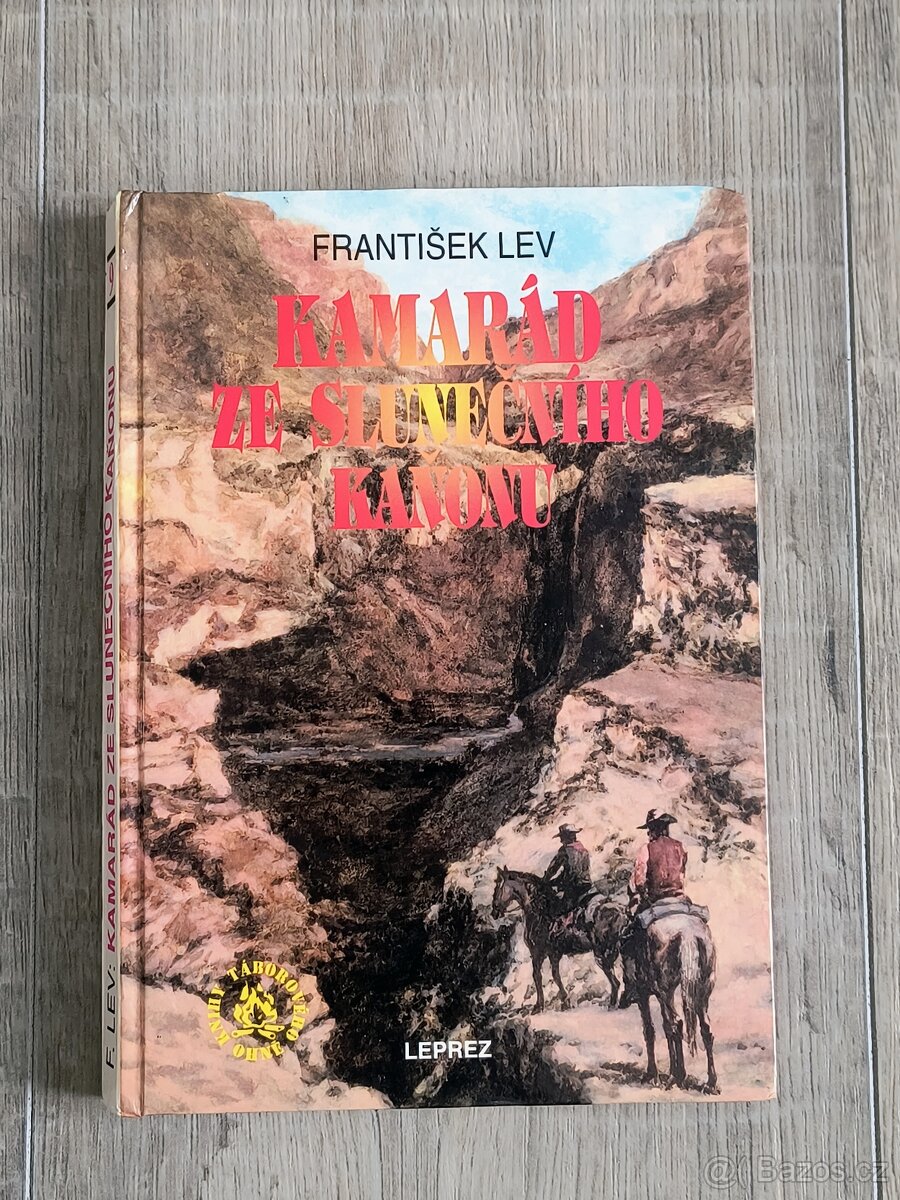 FRANTIŠEK LEV
KAMARÁD
ZE SLUNEČNÍHO
KAŇONU
F. LEV: KAMARÁD ZE SLUNEČNÍHO KAŇONU
KNIHY TÁBOROVÉHO OHNĚ
LEPREZ
@ Bazos.cz